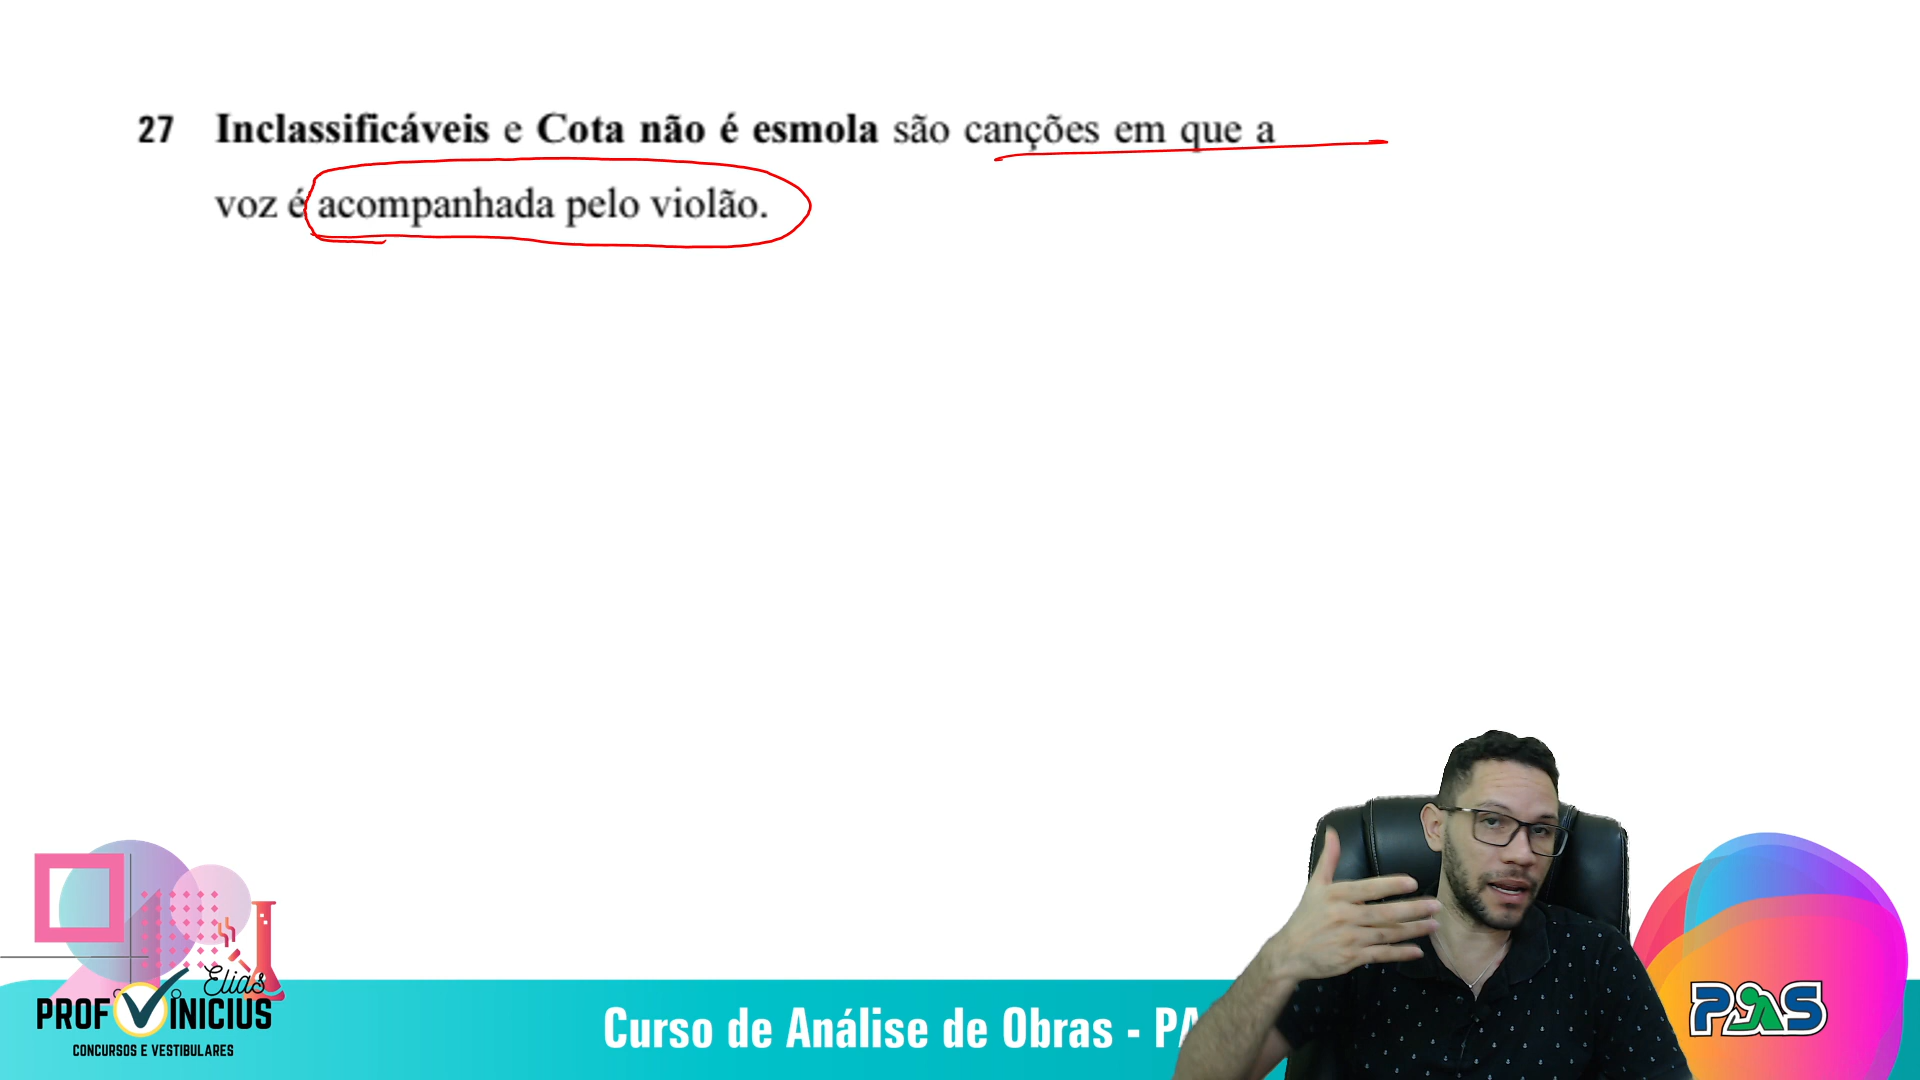 27 Inclassificáveis e Cota não é esmola são canções em que a
voz é acompanhada pelo violão.
Elias
PROF VINICIUS
CONCURSOS E VESTIBULARES
Curso de Análise de Obras - PA
PAS